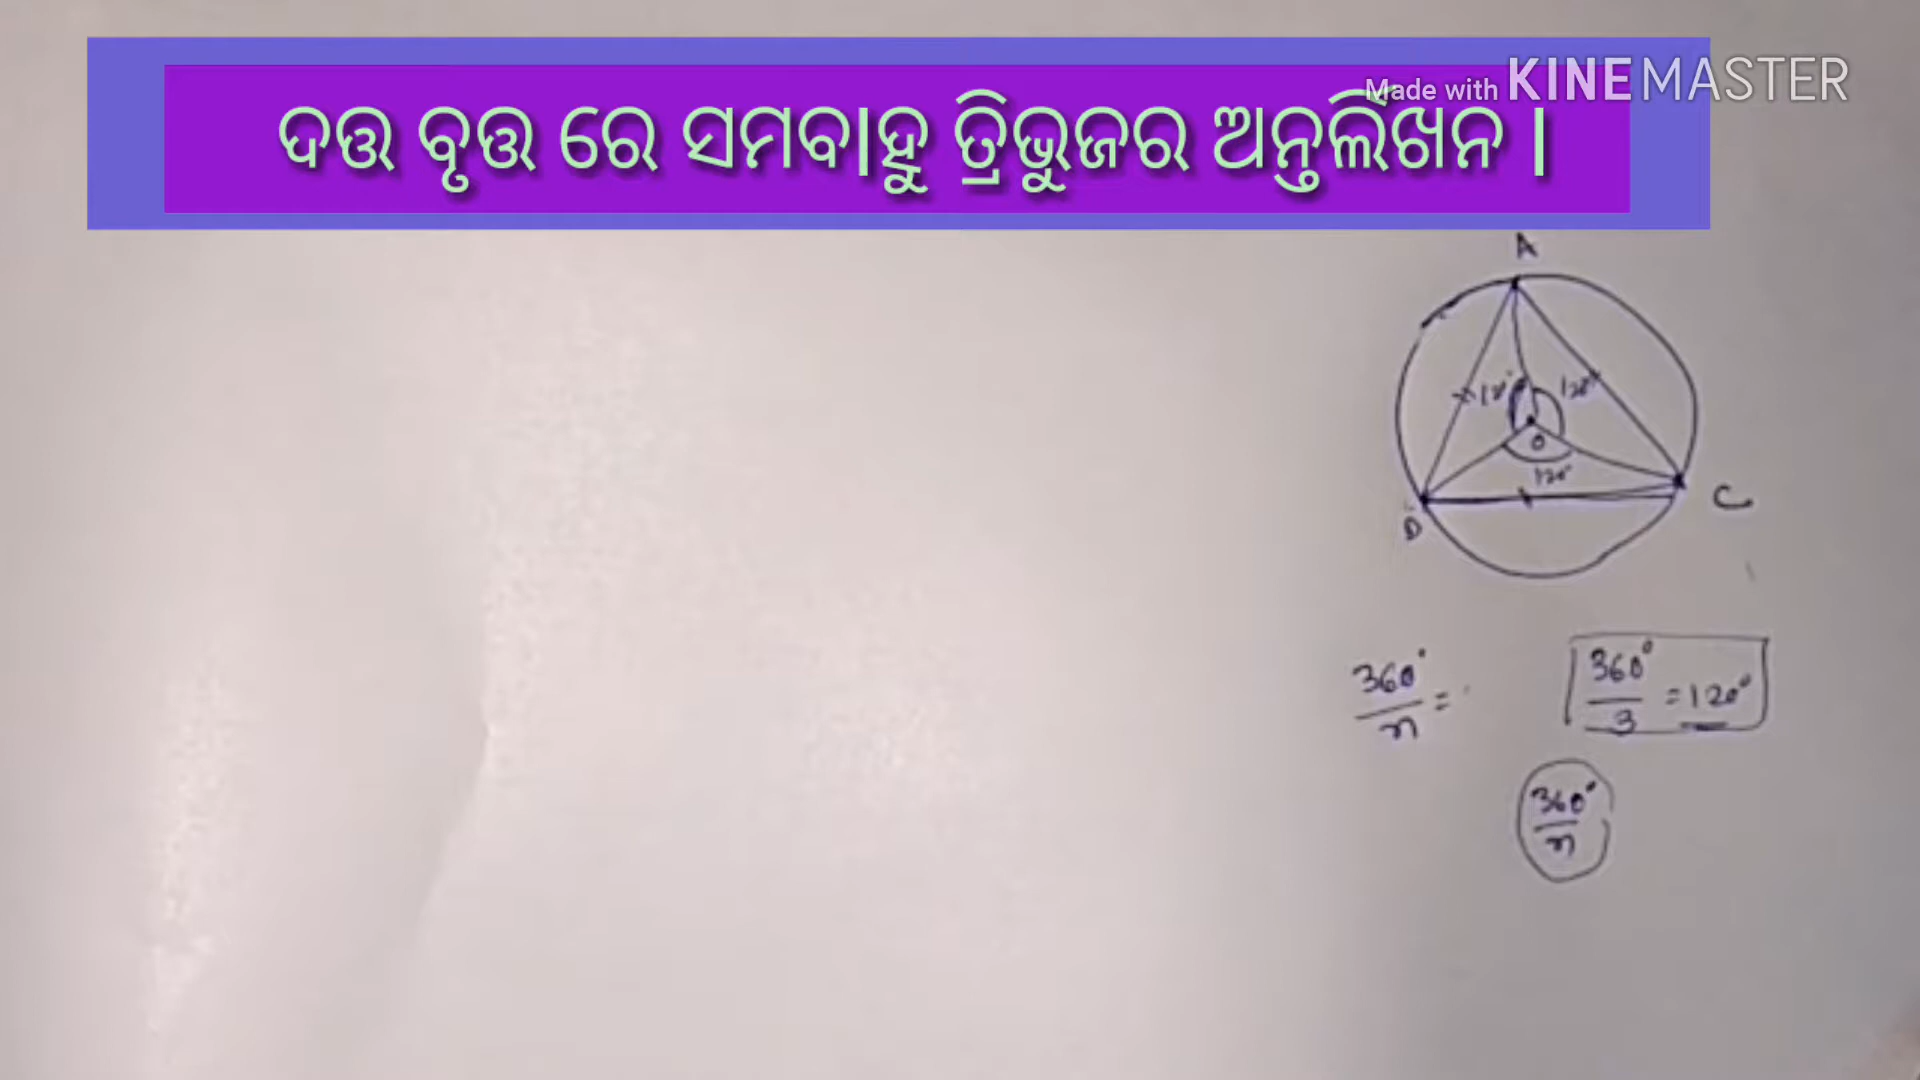 Made with KINEMASTER
ଦତ୍ତ ବୃତ୍ତ ରେ ସମବାହୁ ତ୍ରିଭୁଜର ଅନ୍ତର୍ଲିଖନ |
A
120° 120°
O
120°
C
B
360°/n =
360°/3 = 120°
360°/n